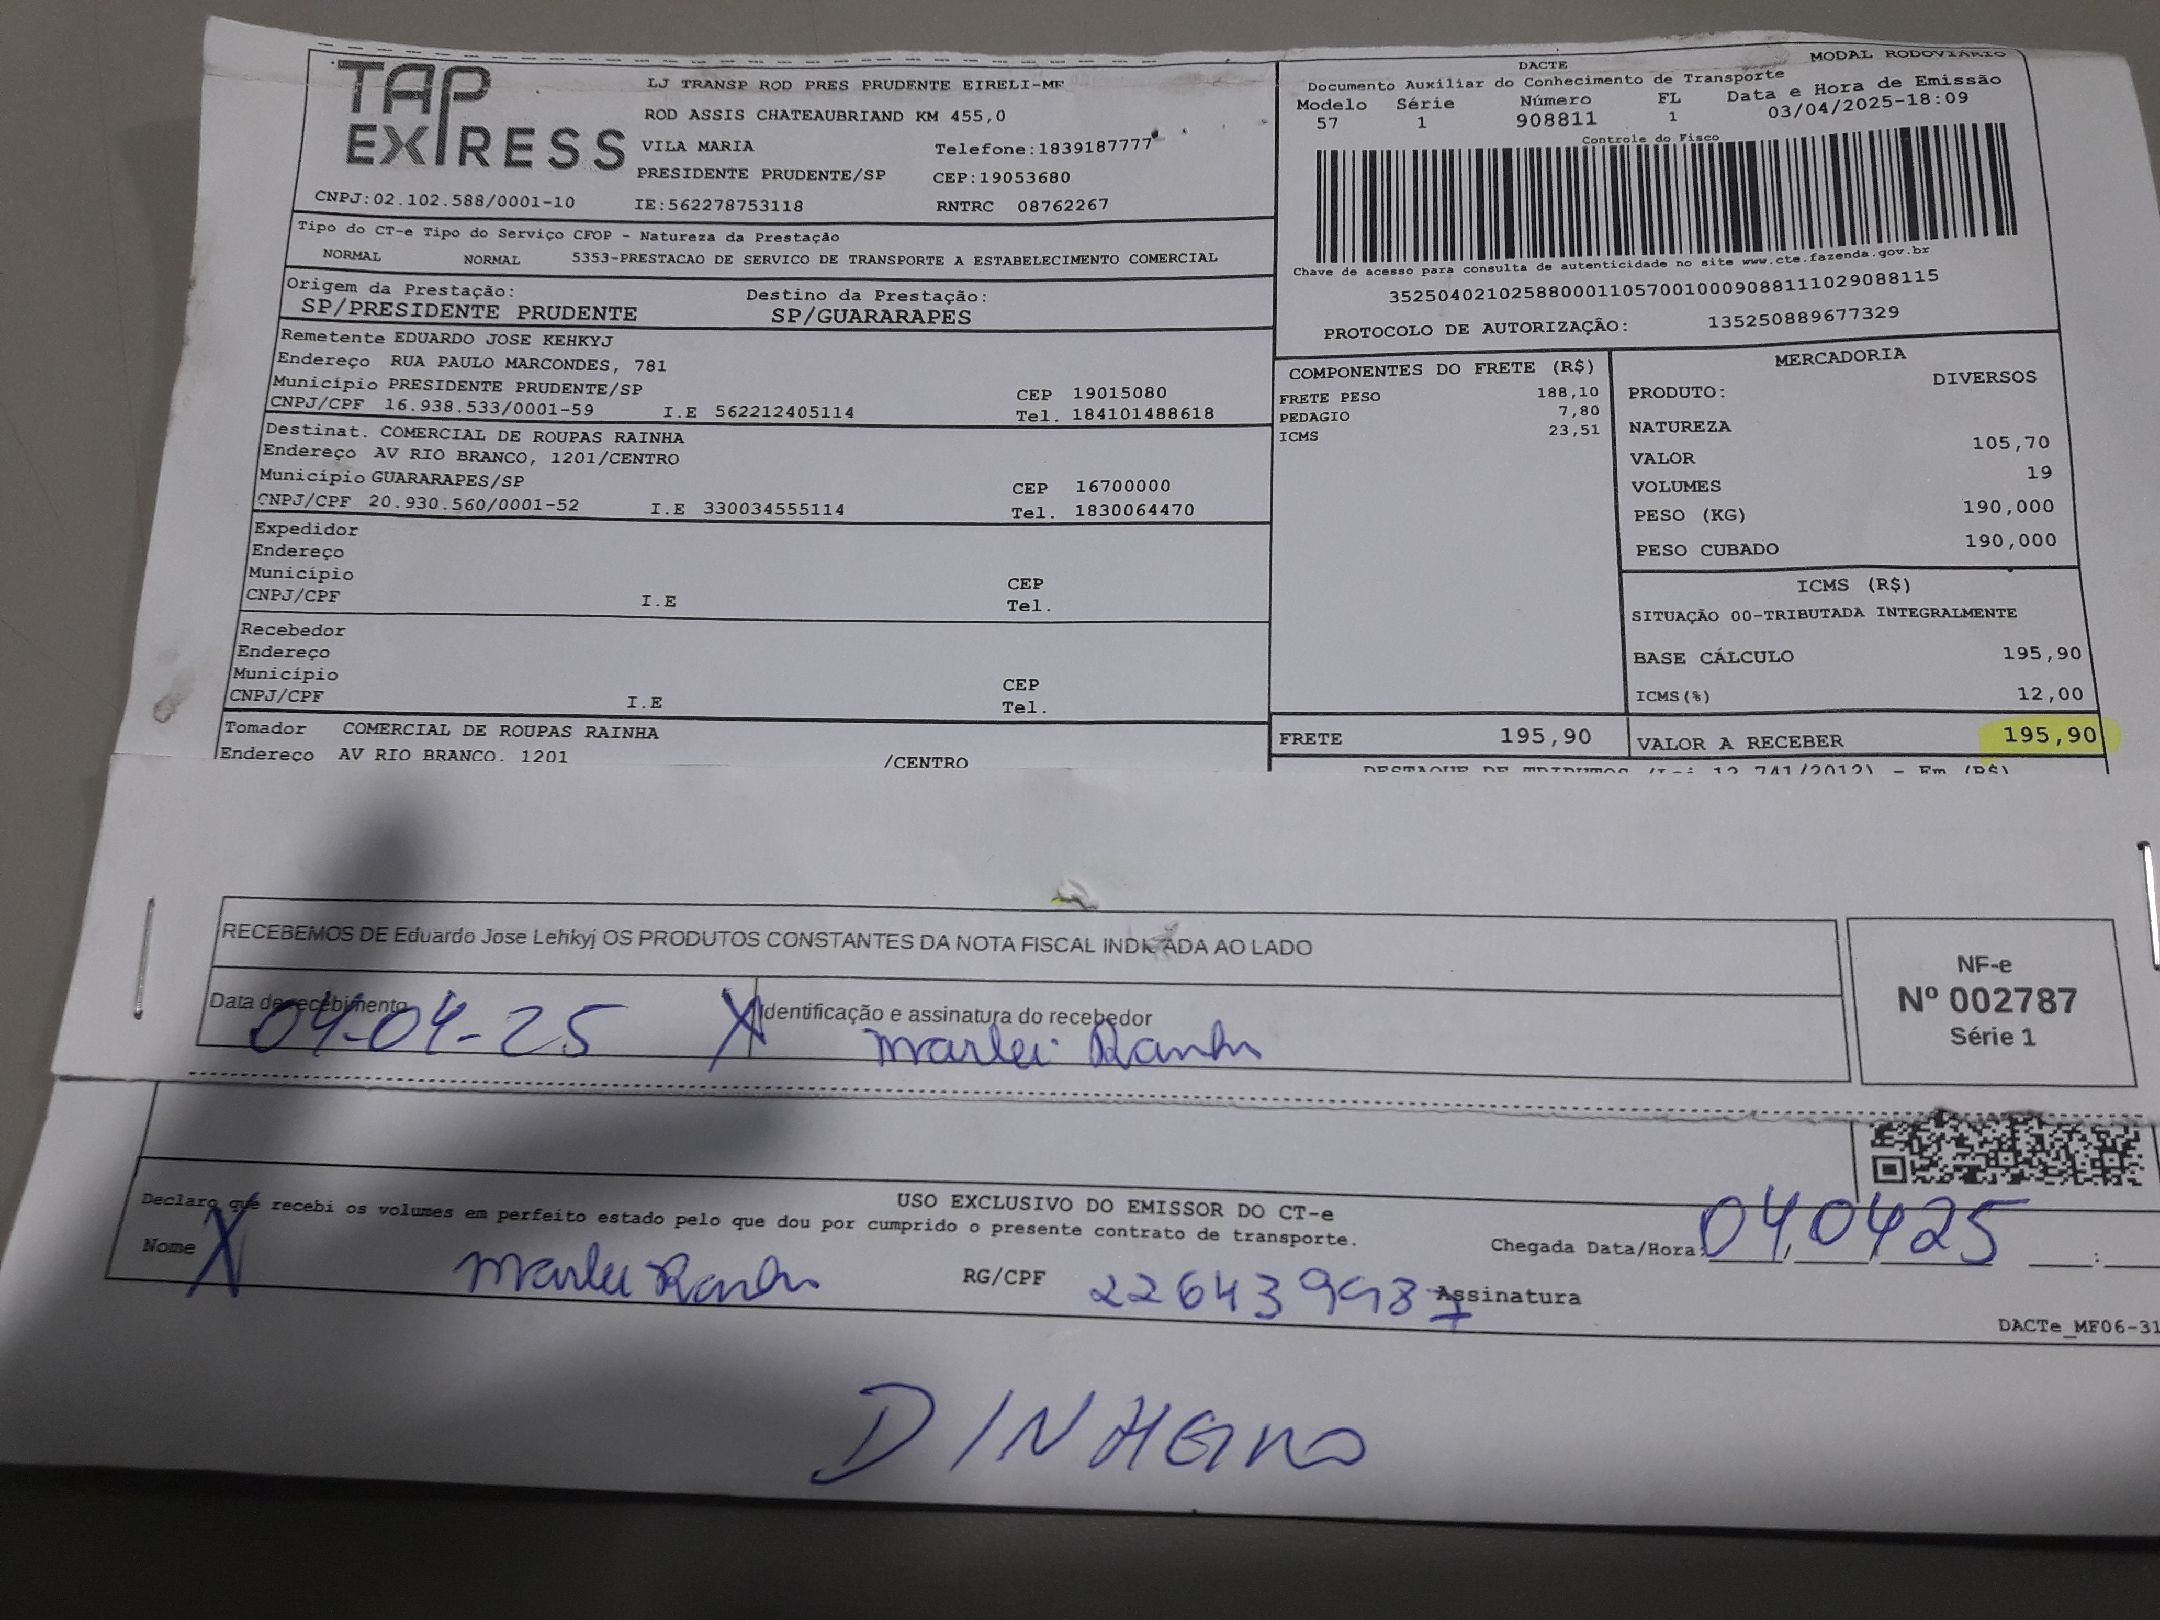 TAP EXPRESS
LJ TRANSP ROD PRES PRUDENTE EIRELI-MF
ROD ASSIS CHATEAUBRIAND KM 455,0
VILA MARIA Telefone:1839187777
PRESIDENTE PRUDENTE/SP CEP:19053680
CNPJ:02.102.588/0001-10 IE:562278753118 RNTRC 08762267
DACTE MODAL RODOVIÁRIO
Documento Auxiliar do Conhecimento de Transporte
Modelo Série Número FL Data e Hora de Emissão
57 1 908811 1 03/04/2025-18:09
Controle do Fisco
Chave de acesso para consulta de autenticidade no site www.cte.fazenda.gov.br
35250402102588000110570010009088111029088115
PROTOCOLO DE AUTORIZAÇÃO: 135250889677329
Tipo do CT-e Tipo do Serviço CFOP - Natureza da Prestação
NORMAL NORMAL 5353-PRESTACAO DE SERVICO DE TRANSPORTE A ESTABELECIMENTO COMERCIAL
Origem da Prestação: Destino da Prestação:
SP/PRESIDENTE PRUDENTE SP/GUARARAPES
Remetente EDUARDO JOSE KEHKYJ
Endereço RUA PAULO MARCONDES, 781
Município PRESIDENTE PRUDENTE/SP CEP 19015080
CNPJ/CPF 16.938.533/0001-59 I.E 562212405114 Tel. 184101488618
Destinat. COMERCIAL DE ROUPAS RAINHA
Endereço AV RIO BRANCO, 1201/CENTRO
Município GUARARAPES/SP CEP 16700000
CNPJ/CPF 20.930.560/0001-52 I.E 330034555114 Tel. 1830064470
Expedidor
Endereço
Município CEP
CNPJ/CPF I.E Tel.
Recebedor
Endereço
Município CEP
CNPJ/CPF I.E Tel.
Tomador COMERCIAL DE ROUPAS RAINHA
Endereço AV RIO BRANCO, 1201 /CENTRO
COMPONENTES DO FRETE (R$)
FRETE PESO 188,10
PEDAGIO 7,80
ICMS 23,51
FRETE 195,90
MERCADORIA
PRODUTO: DIVERSOS
NATUREZA
VALOR 105,70
VOLUMES 19
PESO (KG) 190,000
PESO CUBADO 190,000
ICMS (R$)
SITUAÇÃO 00-TRIBUTADA INTEGRALMENTE
BASE CÁLCULO 195,90
ICMS(%) 12,00
VALOR A RECEBER 195,90
DESTAQUE DE TRIBUTOS (Lei 12.741/2012) - Em (R$)
RECEBEMOS DE Eduardo Jose Lehkyj OS PRODUTOS CONSTANTES DA NOTA FISCAL INDICADA AO LADO
Data de recebimento Identificação e assinatura do recebedor
04-04-25 X Marlei
NF-e
Nº 002787
Série 1
USO EXCLUSIVO DO EMISSOR DO CT-e
Declaro que recebi os volumes em perfeito estado pelo que dou por cumprido o presente contrato de transporte.
Nome X Marlei RG/CPF Assinatura
Chegada Data/Hora: 04,0425 :
DACTe_MF06-31
DINHEIRO